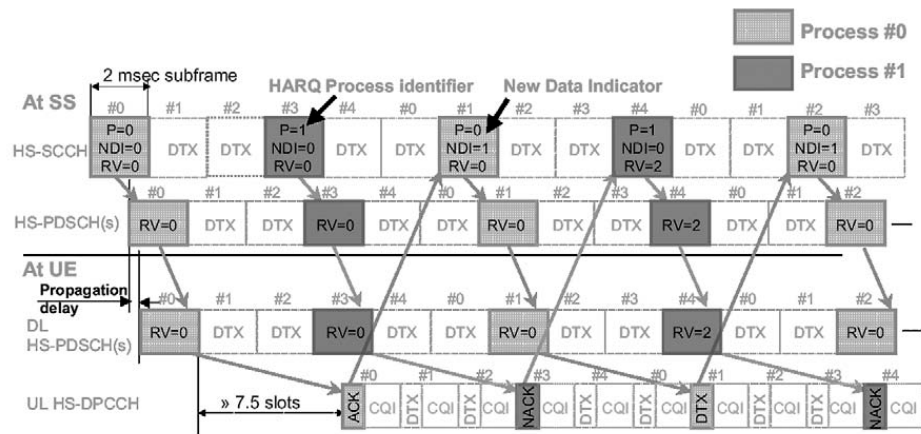 Process #0
Process #1
2 msec subframe
HARQ Process identifier
New Data Indicator
At SS
#0 #1 #2 #3 #4 #0 #1 #2 #3 #4 #0 #1 #2 #3
HS-SCCH
P=0 NDI=0 RV=0
DTX
DTX
P=1 NDI=0 RV=0
DTX
DTX
P=0 NDI=1 RV=0
DTX
DTX
P=1 NDI=0 RV=2
DTX
DTX
P=0 NDI=1 RV=0
DTX
#0 #1 #2 #3 #4 #0 #1 #2 #3 #4 #0 #1 #2
HS-PDSCH(s)
RV=0 DTX DTX RV=0 DTX DTX RV=0 DTX DTX RV=2 DTX DTX RV=0
At UE
Propagation
delay
#0 #1 #2 #3 #4 #0 #1 #2 #3 #4 #0 #1 #2
DL
HS-PDSCH(s)
RV=0 DTX DTX RV=0 DTX DTX RV=0 DTX DTX RV=2 DTX DTX RV=0
#0 #1 #2 #3 #4 #0 #1 #2 #3 #4
UL HS-DPCCH
» 7.5 slots
ACK CQI DTX CQI DTX CQI NACK CQI DTX CQI DTX CQI DTX CQI DTX CQI DTX CQI NACK CQI